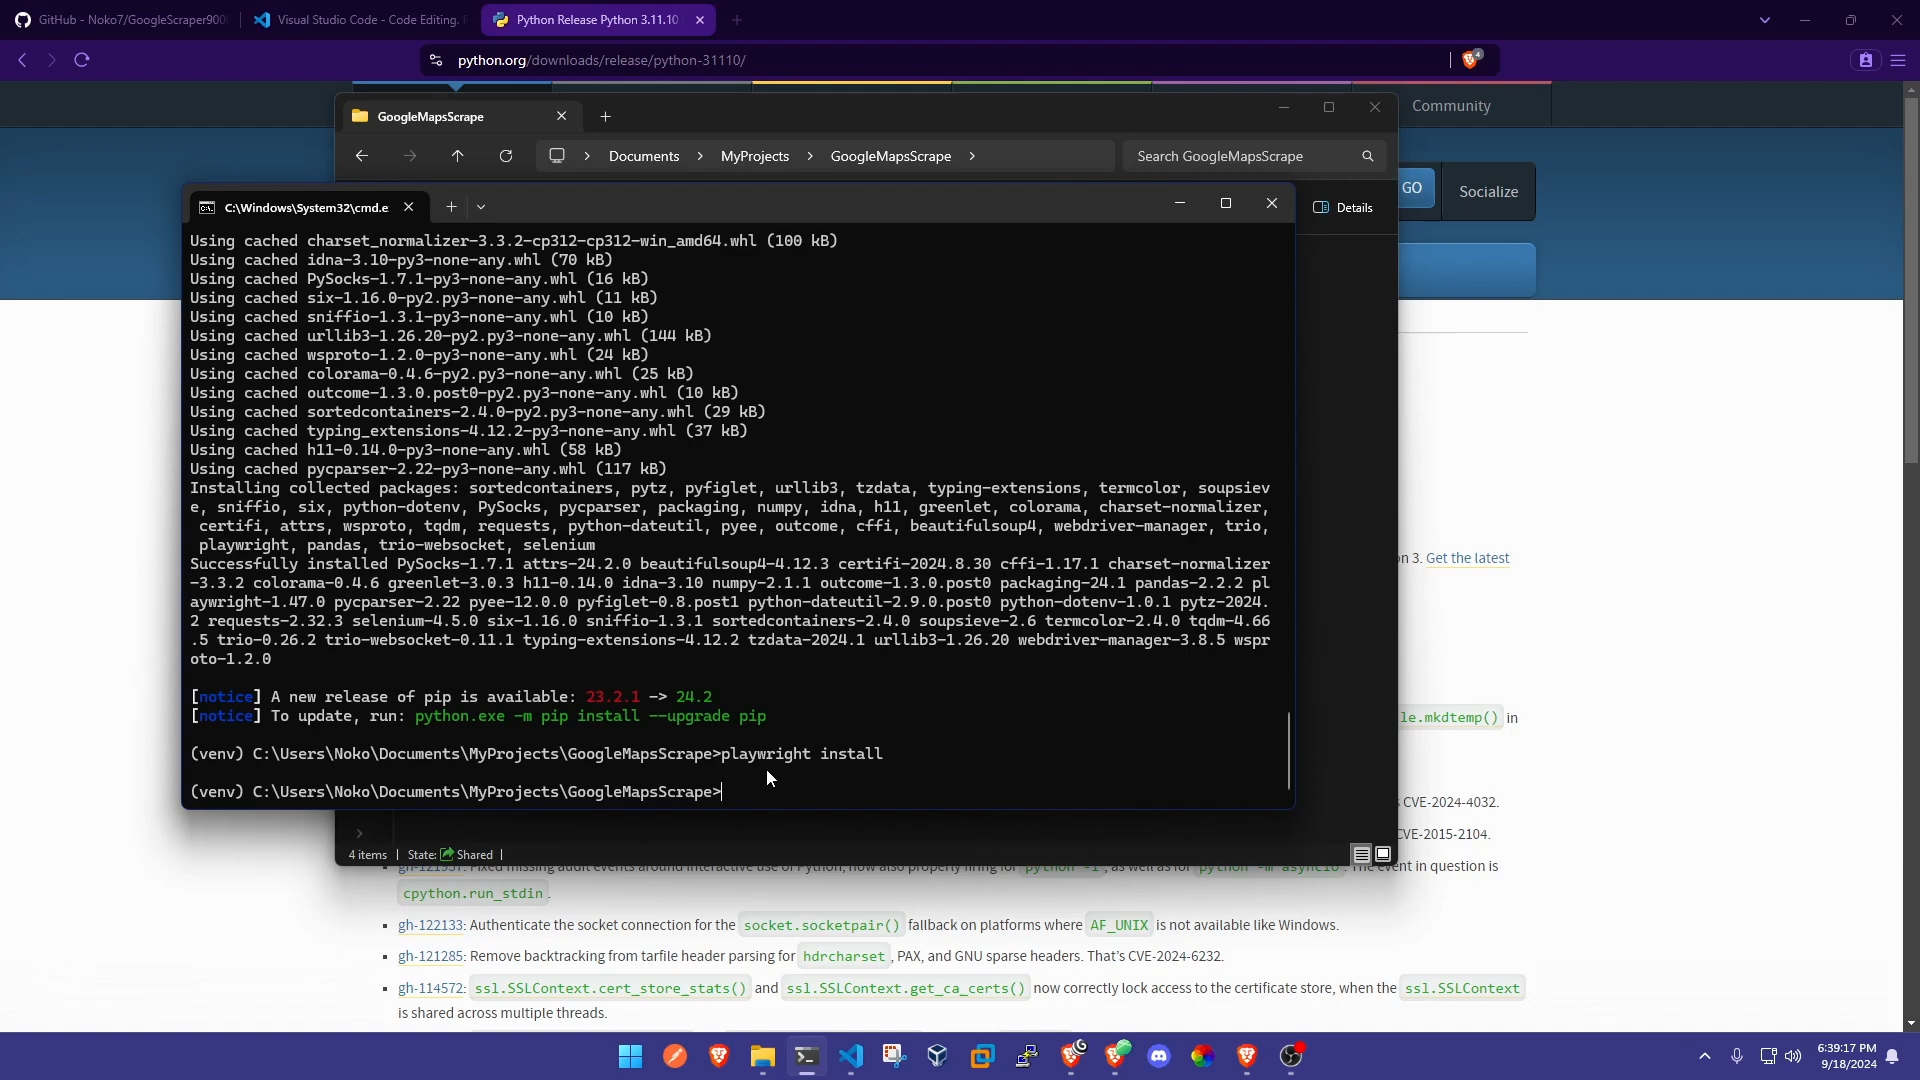 GitHub - Noko7/GoogleScraper900
Visual Studio Code - Code Editing. R
Python Release Python 3.11.10
python.org/downloads/release/python-31110/
4
Community
GoogleMapsScrape
Documents > MyProjects > GoogleMapsScrape >
Search GoogleMapsScrape
GO
Socialize
C:\Windows\System32\cmd.e
Details
Using cached charset_normalizer-3.3.2-cp312-cp312-win_amd64.whl (100 kB)
Using cached idna-3.10-py3-none-any.whl (70 kB)
Using cached PySocks-1.7.1-py3-none-any.whl (16 kB)
Using cached six-1.16.0-py2.py3-none-any.whl (11 kB)
Using cached sniffio-1.3.1-py3-none-any.whl (10 kB)
Using cached urllib3-1.26.20-py2.py3-none-any.whl (144 kB)
Using cached wsproto-1.2.0-py3-none-any.whl (24 kB)
Using cached colorama-0.4.6-py2.py3-none-any.whl (25 kB)
Using cached outcome-1.3.0.post0-py2.py3-none-any.whl (10 kB)
Using cached sortedcontainers-2.4.0-py2.py3-none-any.whl (29 kB)
Using cached typing_extensions-4.12.2-py3-none-any.whl (37 kB)
Using cached h11-0.14.0-py3-none-any.whl (58 kB)
Using cached pycparser-2.22-py3-none-any.whl (117 kB)
Installing collected packages: sortedcontainers, pytz, pyfiglet, urllib3, tzdata, typing-extensions, termcolor, soupsiev
e, sniffio, six, python-dotenv, PySocks, pycparser, packaging, numpy, idna, h11, greenlet, colorama, charset-normalizer,
certifi, attrs, wsproto, tqdm, requests, python-dateutil, pyee, outcome, cffi, beautifulsoup4, webdriver-manager, trio,
playwright, pandas, trio-websocket, selenium
Successfully installed PySocks-1.7.1 attrs-24.2.0 beautifulsoup4-4.12.3 certifi-2024.8.30 cffi-1.17.1 charset-normalizer
-3.3.2 colorama-0.4.6 greenlet-3.0.3 h11-0.14.0 idna-3.10 numpy-2.1.1 outcome-1.3.0.post0 packaging-24.1 pandas-2.2.2 pl
aywright-1.47.0 pycparser-2.22 pyee-12.0.0 pyfiglet-0.8.post1 python-dateutil-2.9.0.post0 python-dotenv-1.0.1 pytz-2024.
2 requests-2.32.3 selenium-4.5.0 six-1.16.0 sniffio-1.3.1 sortedcontainers-2.4.0 soupsieve-2.6 termcolor-2.4.0 tqdm-4.66
.5 trio-0.26.2 trio-websocket-0.11.1 typing-extensions-4.12.2 tzdata-2024.1 urllib3-1.26.20 webdriver-manager-3.8.5 wspr
oto-1.2.0
[notice] A new release of pip is available: 23.2.1 -> 24.2
[notice] To update, run: python.exe -m pip install --upgrade pip
(venv) C:\Users\Noko\Documents\MyProjects\GoogleMapsScrape>playwright install
(venv) C:\Users\Noko\Documents\MyProjects\GoogleMapsScrape>
on 3. Get the latest
le.mkdtemp() in
CVE-2024-4032.
CVE-2015-2104.
4 items | State: Shared |
event in question is
cpython.run_stdin.
gh-122133: Authenticate the socket connection for the socket.socketpair() fallback on platforms where AF_UNIX is not available like Windows.
gh-121285: Remove backtracking from tarfile header parsing for hdrcharset, PAX, and GNU sparse headers. That's CVE-2024-6232.
gh-114572: ssl.SSLContext.cert_store_stats() and ssl.SSLContext.get_ca_certs() now correctly lock access to the certificate store, when the ssl.SSLContext
is shared across multiple threads.
6:39:17 PM
9/18/2024